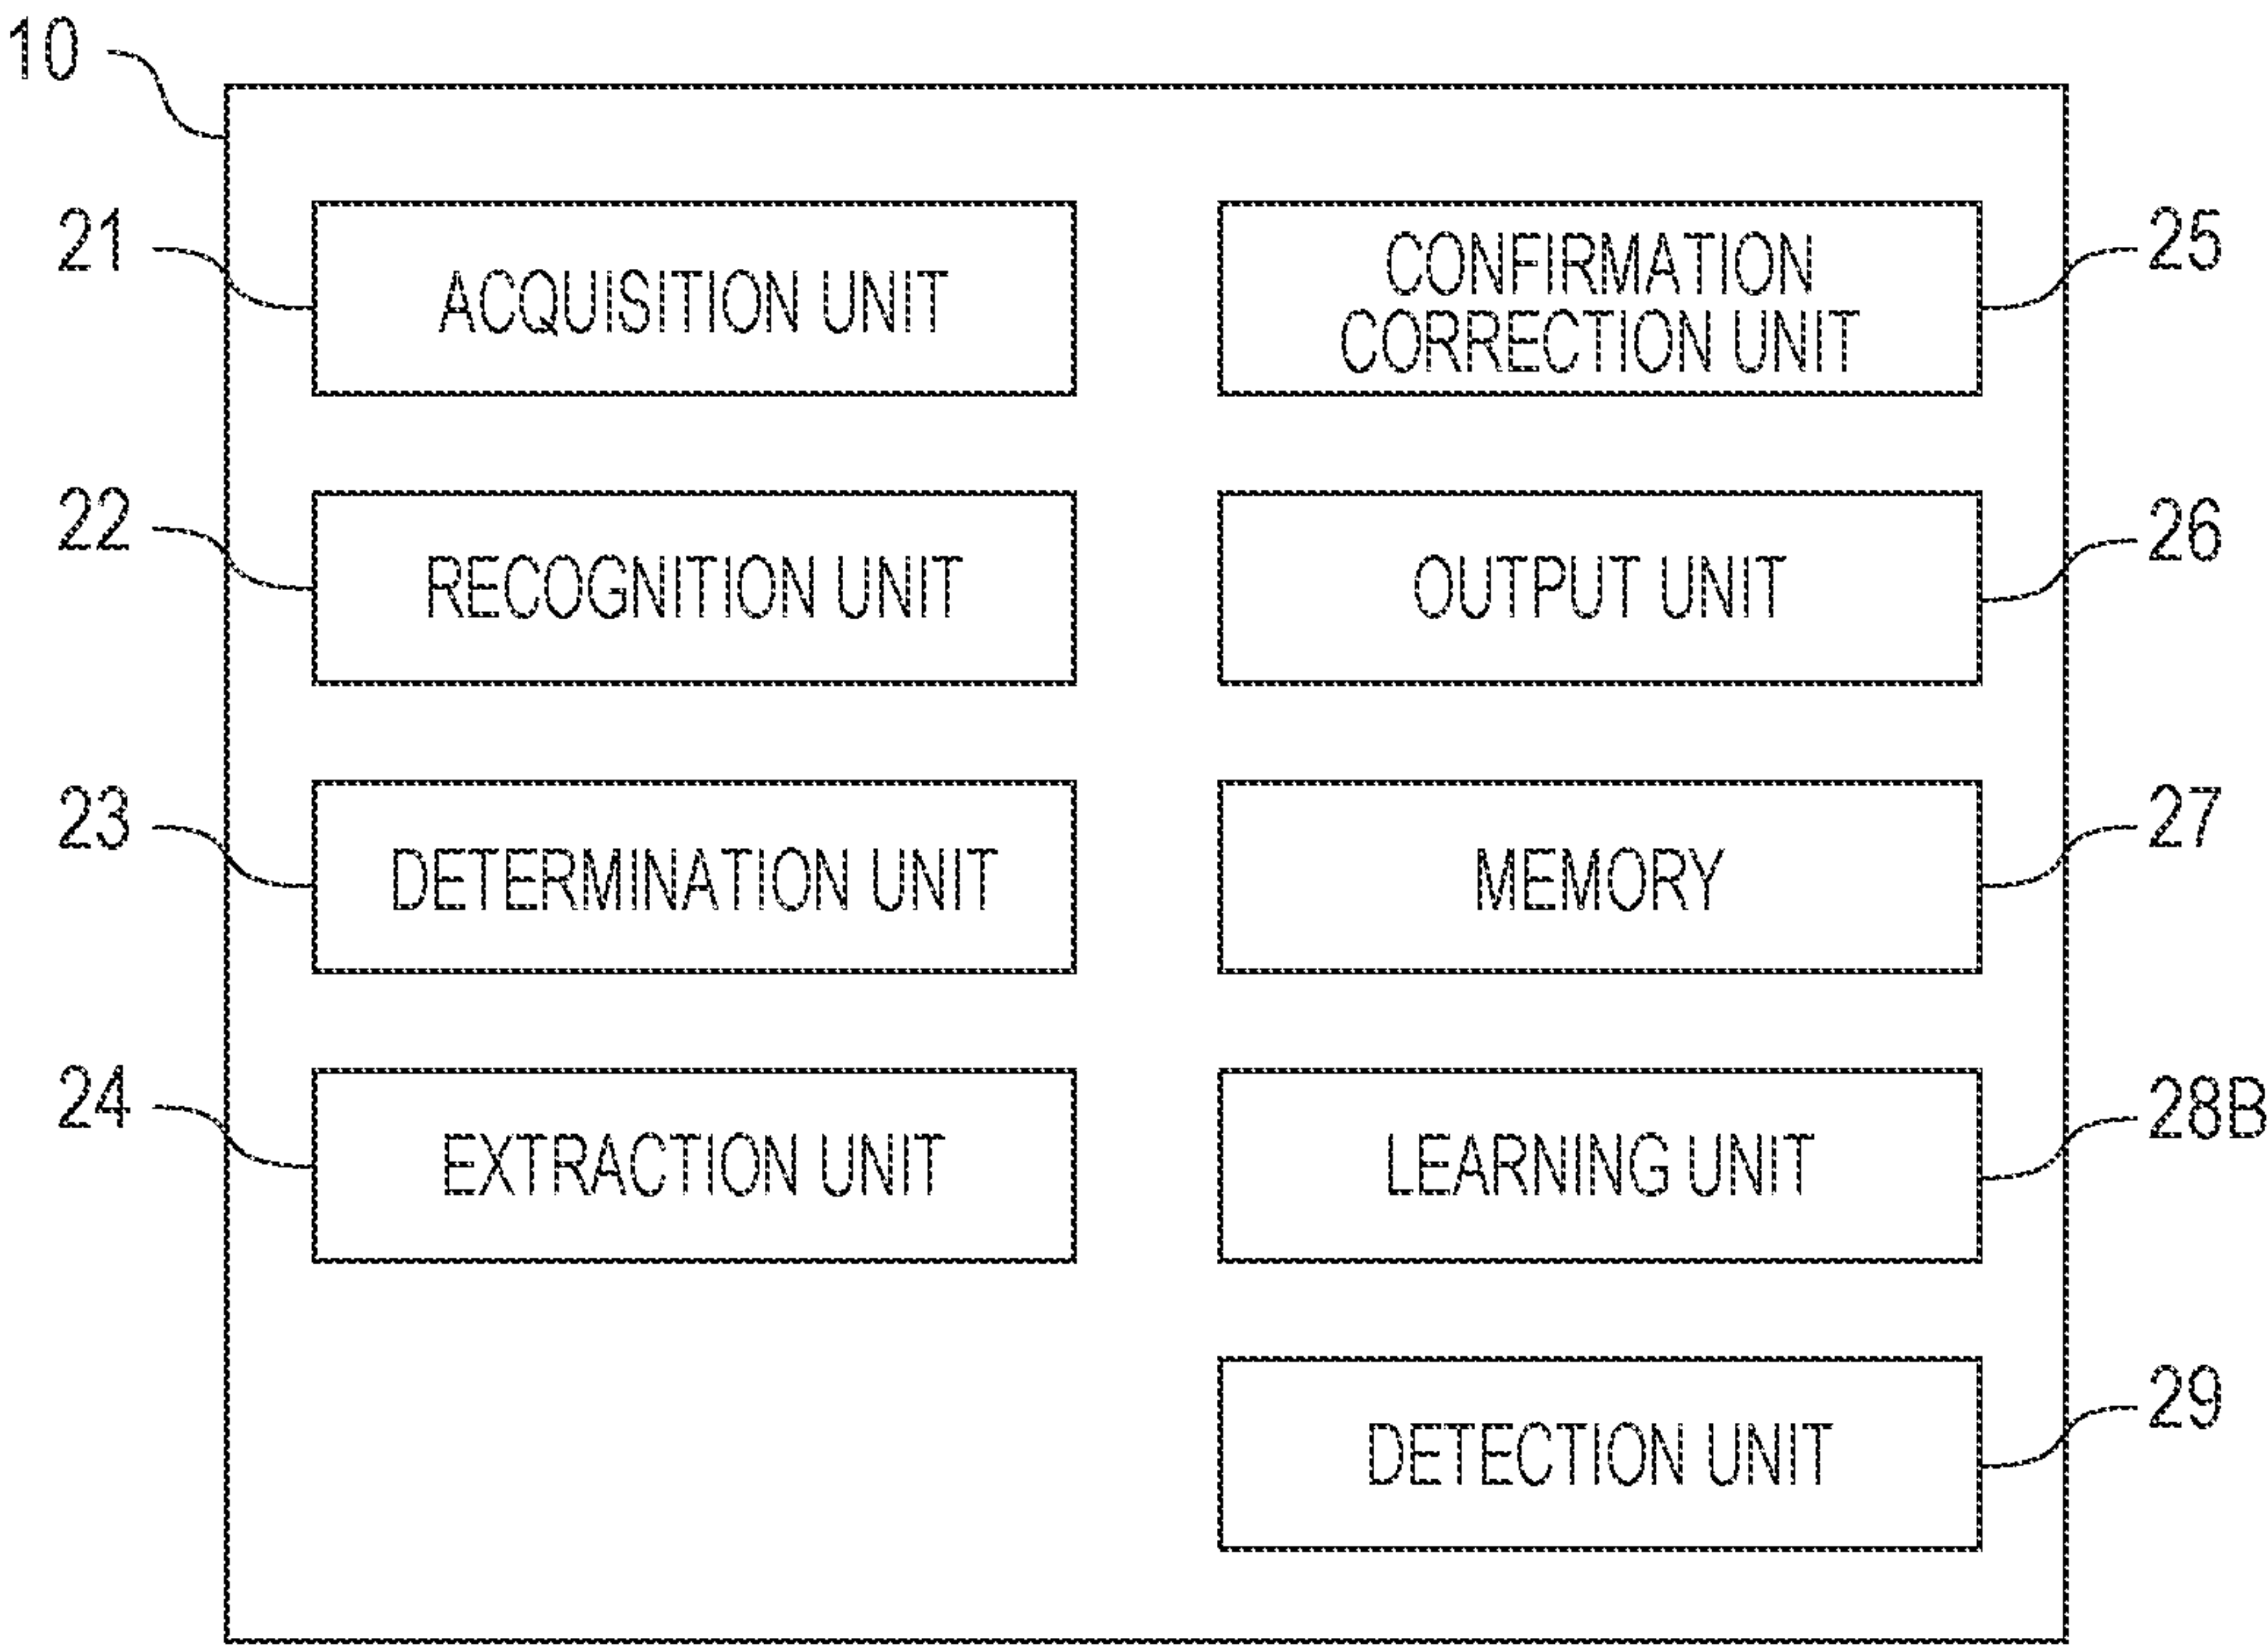 10
21
ACQUISITION UNIT
CONFIRMATION
CORRECTION UNIT
25
22
RECOGNITION UNIT
OUTPUT UNIT
26
23
DETERMINATION UNIT
MEMORY
27
24
EXTRACTION UNIT
LEARNING UNIT
28B
DETECTION UNIT
29